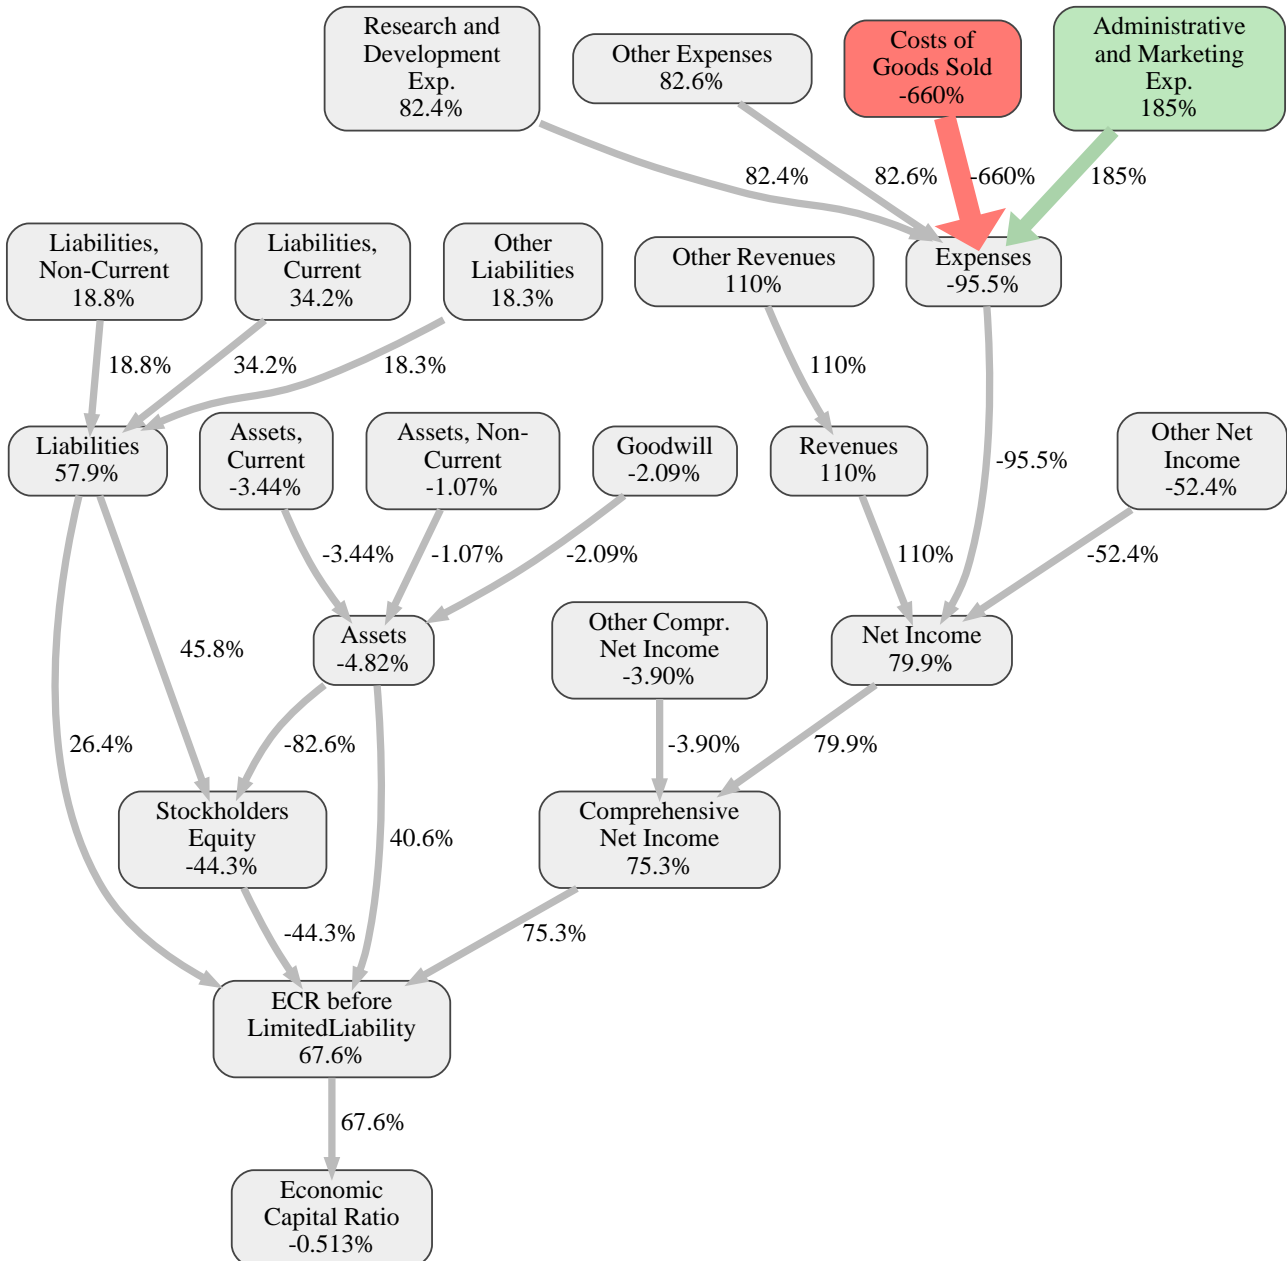 Research and
Development
Exp.
82.4%
Other Expenses
82.6%
Costs of
Goods Sold
-660%
Administrative
and Marketing
Exp.
185%
82.4%
82.6%
-660%
185%
Liabilities,
Non-Current
18.8%
Liabilities,
Current
34.2%
Other
Liabilities
18.3%
Other Revenues
110%
Expenses
-95.5%
18.8%
34.2%
18.3%
110%
Liabilities
57.9%
Assets,
Current
-3.44%
Assets, Non-
Current
-1.07%
Goodwill
-2.09%
Revenues
110%
-95.5%
Other Net
Income
-52.4%
-3.44%
-1.07%
-2.09%
110%
-52.4%
45.8%
Assets
-4.82%
Other Compr.
Net Income
-3.90%
Net Income
79.9%
26.4%
-82.6%
-3.90%
79.9%
Stockholders
Equity
-44.3%
40.6%
Comprehensive
Net Income
75.3%
-44.3%
75.3%
ECR before
LimitedLiability
67.6%
67.6%
Economic
Capital Ratio
-0.513%